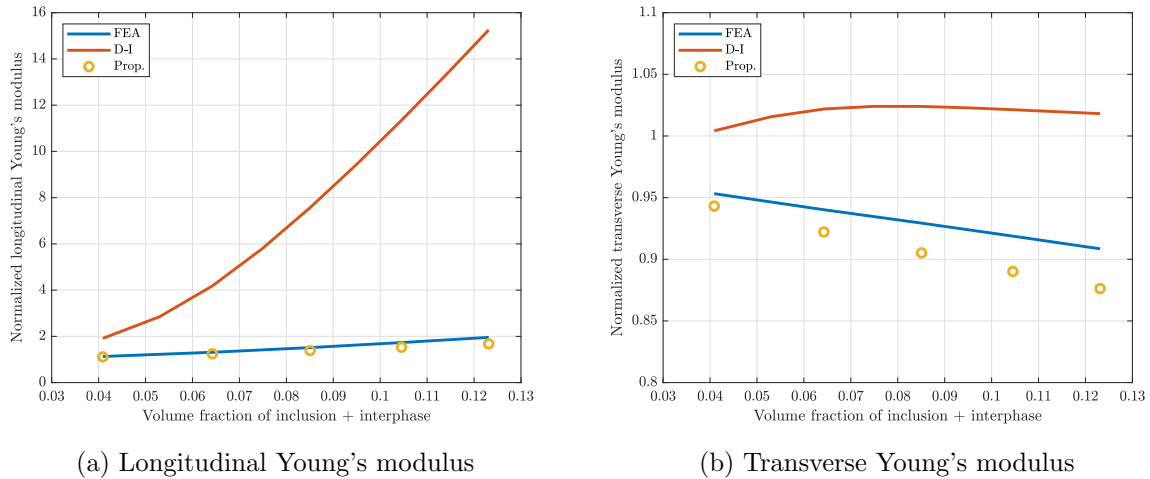 16
14
12
10
8
6
4
2
0
Normalized longitudinal Young's modulus
FEA
D-I
Prop.
0.03 0.04 0.05 0.06 0.07 0.08 0.09 0.1 0.11 0.12 0.13
Volume fraction of inclusion + interphase
(a) Longitudinal Young's modulus
1.1
1.05
1
0.95
0.9
0.85
0.8
Normalized transverse Young's modulus
FEA
D-I
Prop.
0.03 0.04 0.05 0.06 0.07 0.08 0.09 0.1 0.11 0.12 0.13
Volume fraction of inclusion + interphase
(b) Transverse Young's modulus